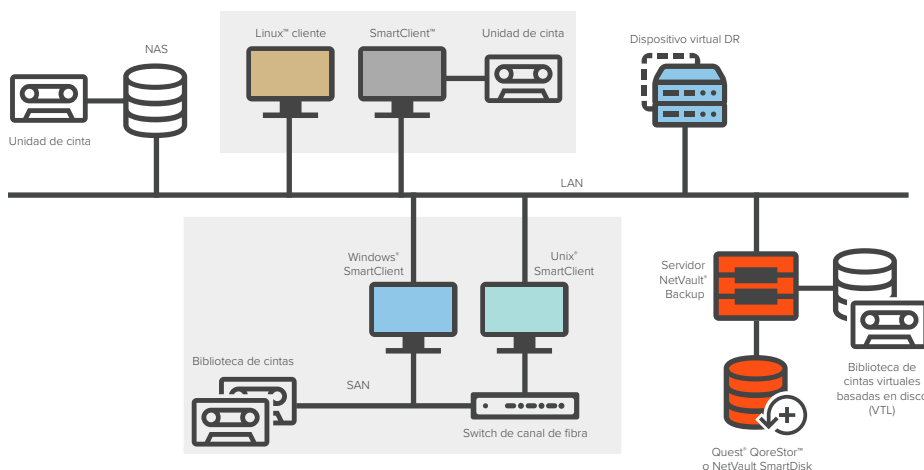 Linux™ cliente
SmartClient™
Unidad de cinta
Dispositivo virtual DR
NAS
Unidad de cinta
LAN
Windows®
SmartClient
Unix®
SmartClient
Servidor
NetVault®
Backup
Biblioteca de cintas
SAN
Switch de canal de fibra
Biblioteca de
cintas virtuales
basadas en disco
(VTL)
Quest® QoreStor™
o NetVault SmartDisk